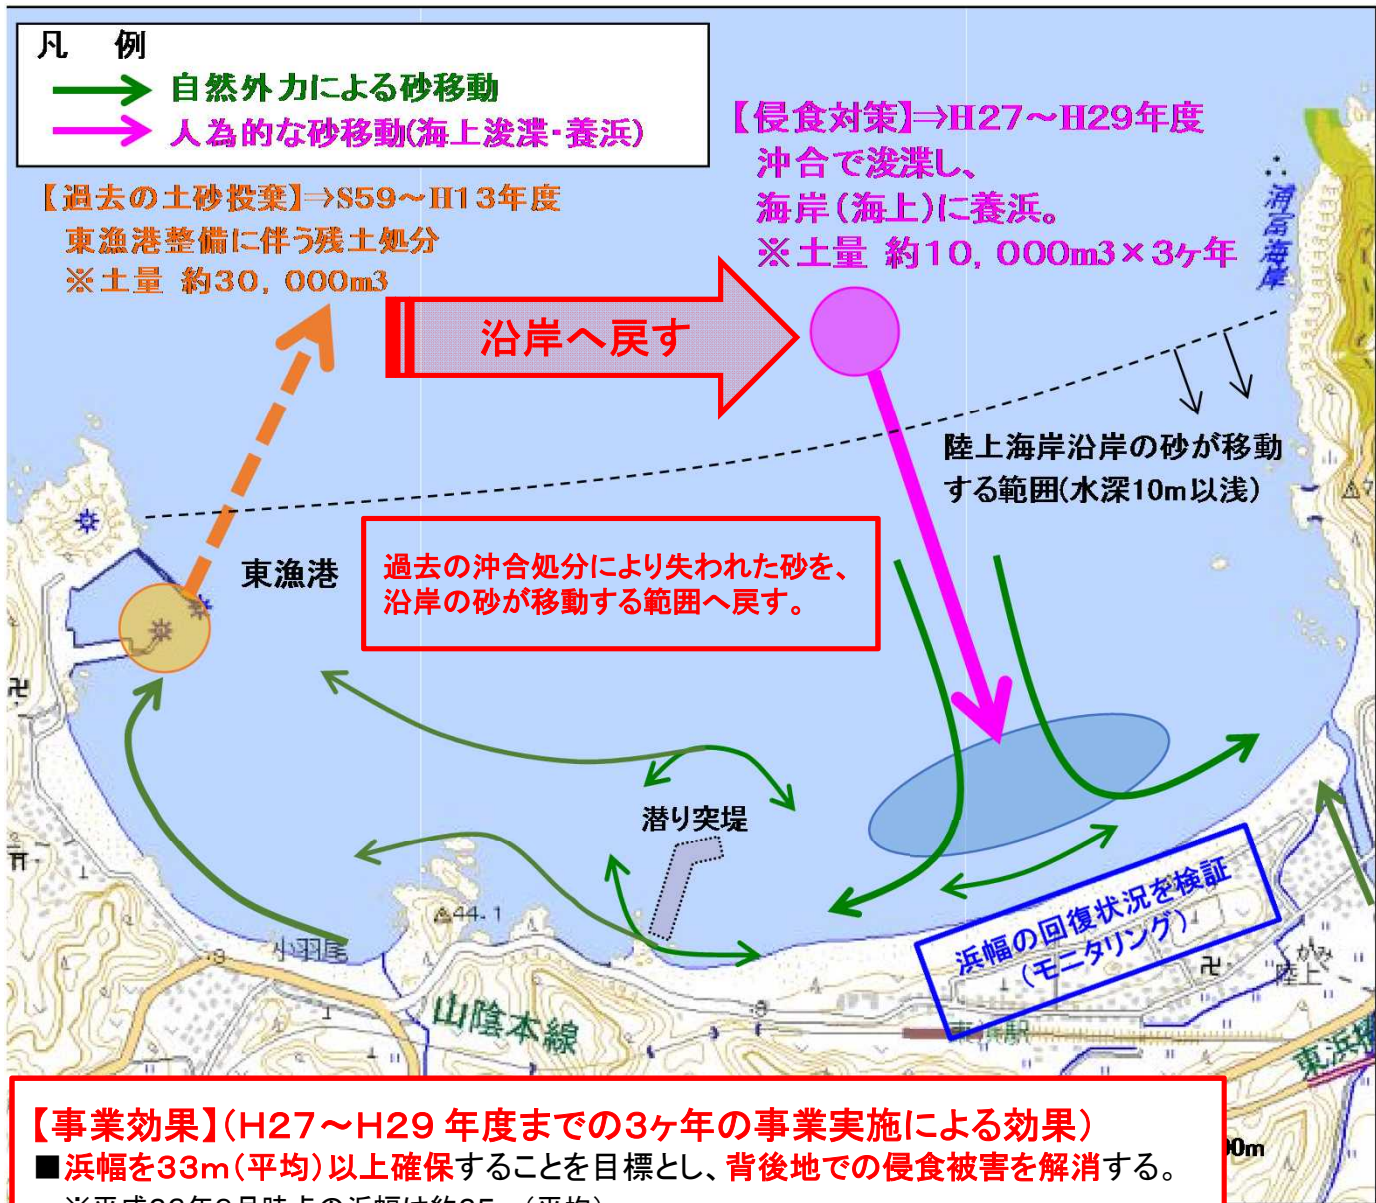 凡　例
自然外力による砂移動
人為的な砂移動(海上浚渫・養浜)
【過去の土砂投棄】⇒S59～H13年度
東漁港整備に伴う残土処分
※土量 約30，000m3
【侵食対策】⇒H27～H29年度
沖合で浚渫し、
海岸(海上)に養浜。
※土量 約10，000m3×3ヶ年
浦富海岸
沿岸へ戻す
陸上海岸沿岸の砂が移動
する範囲(水深10m以浅)
東漁港
過去の沖合処分により失われた砂を、
沿岸の砂が移動する範囲へ戻す。
潜り突堤
44.1
小羽尾
浜幅の回復状況を検証
(モニタリング)
陸上
山陰本線
【事業効果】(H27～H29 年度までの3ヶ年の事業実施による効果)
■浜幅を33m(平均)以上確保することを目標とし、背後地での侵食被害を解消する。